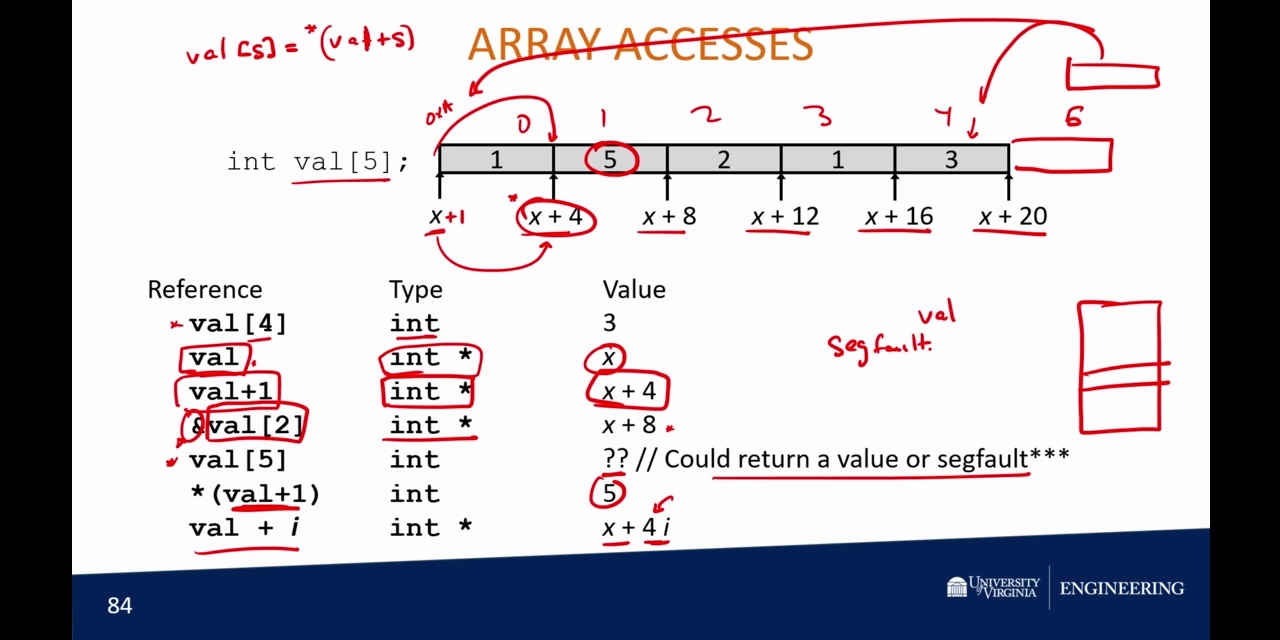 val [5] = *(val+5)
ARRAY ACCESSES
0xA 0 1 2 3 4 6
int val[5]; 1 5 2 1 3
x+1 *x + 4 x + 8 x + 12 x + 16 x + 20
Reference Type Value
val[4] int 3
val int * x
val+1 int * x + 4
&val[2] int * x + 8
val[5] int ?? // Could return a value or segfault***
*(val+1) int 5
val + i int * x + 4 i
val
segfault.
84
UNIVERSITY of VIRGINIA
ENGINEERING